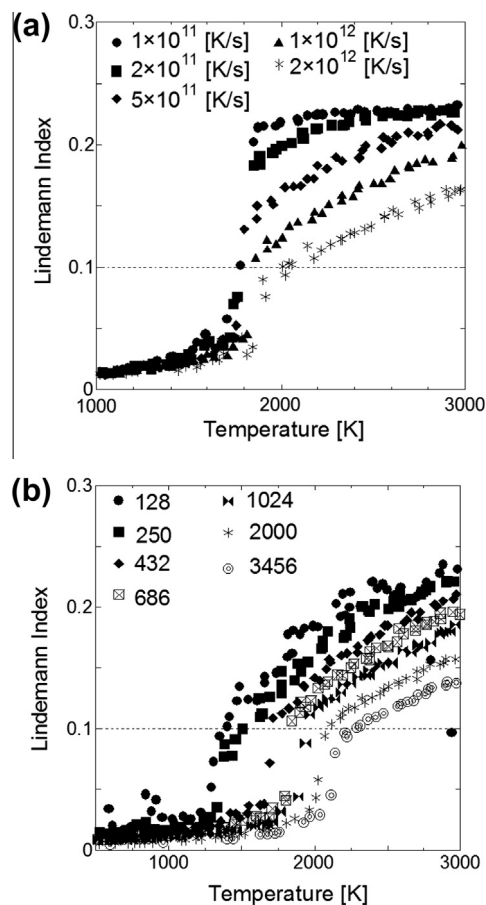 (a)
0.3
1×10¹¹ [K/s]
1×10¹² [K/s]
2×10¹¹ [K/s]
2×10¹² [K/s]
5×10¹¹ [K/s]
0.2
0.1
0
Lindemann Index
1000
2000
3000
Temperature [K]
(b)
0.3
128
1024
250
2000
432
3456
686
0.2
0.1
0
Lindemann Index
1000
2000
3000
Temperature [K]